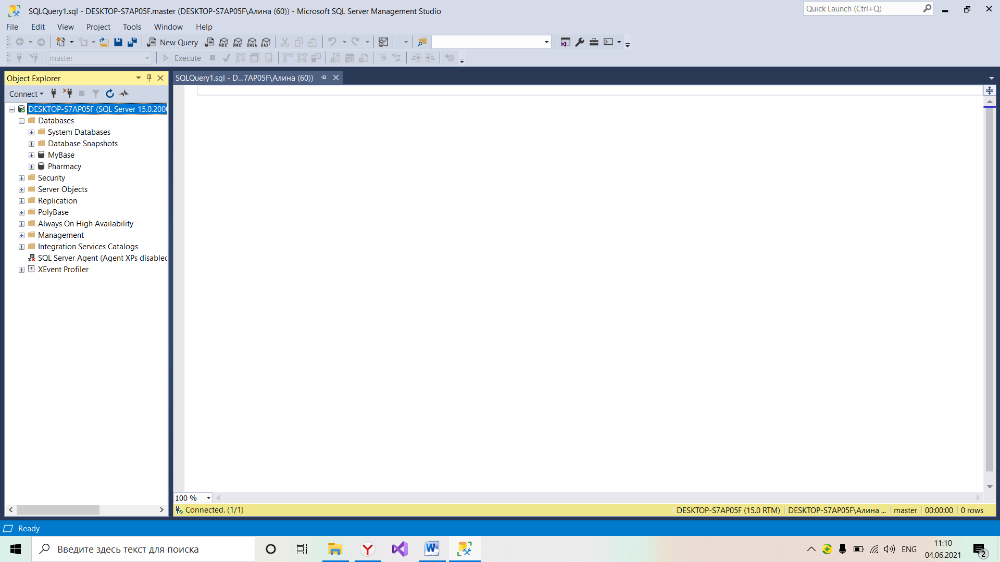 SQLQuery1.sql - DESKTOP-S7AP05F.master (DESKTOP-S7AP05F\Алина (60)) - Microsoft SQL Server Management Studio
Quick Launch (Ctrl+Q)
File Edit View Project Tools Window Help
New Query MDX DMX XMLA DAX
master Execute
Object Explorer
SQLQuery1.sql - D...7AP05F\Алина (60))
Connect
DESKTOP-S7AP05F (SQL Server 15.0.200
Databases
System Databases
Database Snapshots
MyBase
Pharmacy
Security
Server Objects
Replication
PolyBase
Always On High Availability
Management
Integration Services Catalogs
SQL Server Agent (Agent XPs disabled
XEvent Profiler
100 %
Connected. (1/1) DESKTOP-S7AP05F (15.0 RTM) DESKTOP-S7AP05F\Алина ... master 00:00:00 0 rows
Ready
Введите здесь текст для поиска
ENG
11:10
04.06.2021
2